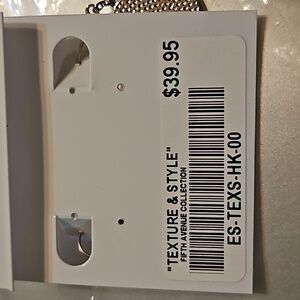 "TEXTURE & STYLE" $39.95
FIFTH AVENUE COLLECTION
ES-TEXS-HK-00